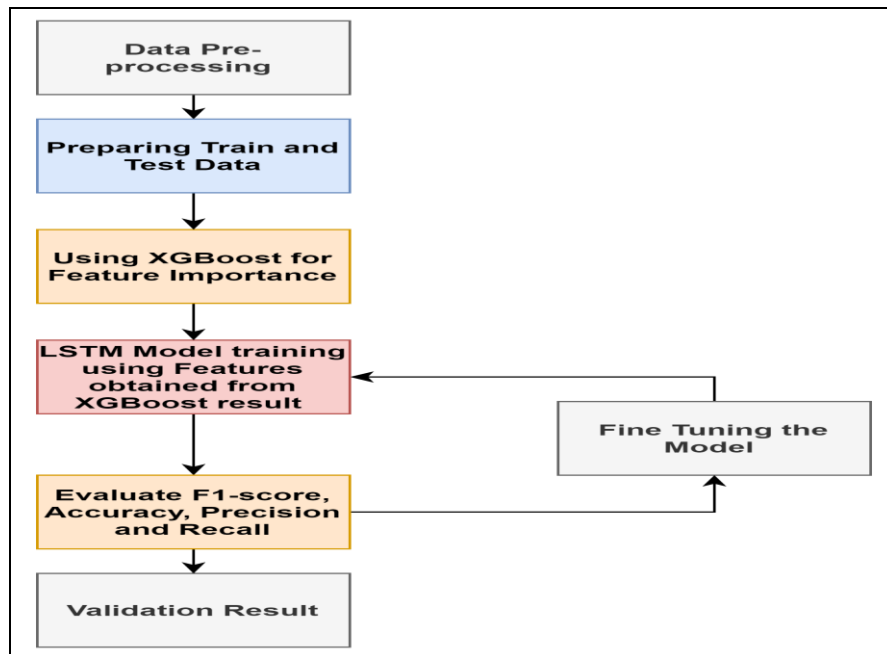 Data Pre-
processing
Preparing Train and
Test Data
Using XGBoost for
Feature Importance
LSTM Model training
using Features
obtained from
XGBoost result
Fine Tuning the
Model
Evaluate F1-score,
Accuracy, Precision
and Recall
Validation Result